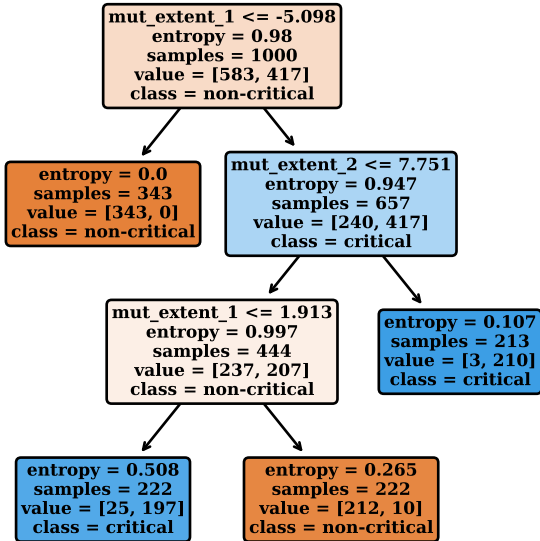 mut_extent_1 <= -5.098
entropy = 0.98
samples = 1000
value = [583, 417]
class = non-critical
entropy = 0.0
samples = 343
value = [343, 0]
class = non-critical
mut_extent_2 <= 7.751
entropy = 0.947
samples = 657
value = [240, 417]
class = critical
mut_extent_1 <= 1.913
entropy = 0.997
samples = 444
value = [237, 207]
class = non-critical
entropy = 0.107
samples = 213
value = [3, 210]
class = critical
entropy = 0.508
samples = 222
value = [25, 197]
class = critical
entropy = 0.265
samples = 222
value = [212, 10]
class = non-critical